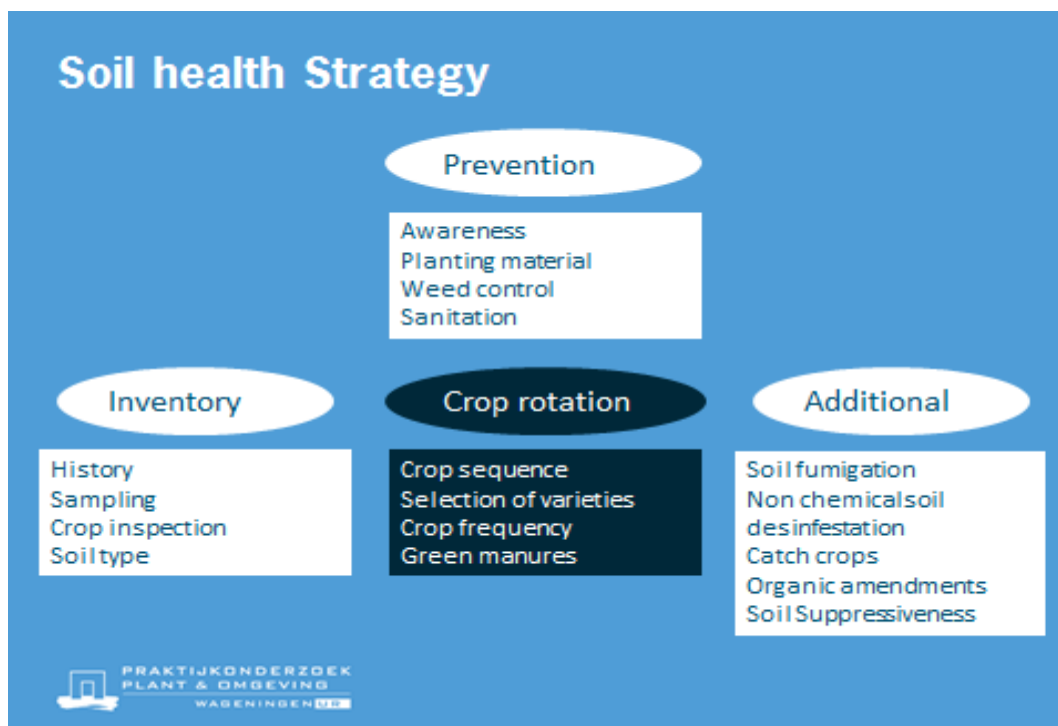 Soil health Strategy
Prevention
Awareness
Planting material
Weed control
Sanitation
Inventory
History
Sampling
Crop inspection
Soil type
Crop rotation
Crop sequence
Selection of varieties
Crop frequency
Green manures
Additional
Soil fumigation
Non chemical soil
desinfestation
Catch crops
Organic amendments
Soil Suppressiveness
PRAKTIJKONDERZOEK
PLANT & OMGEVING
WAGENINGEN UR